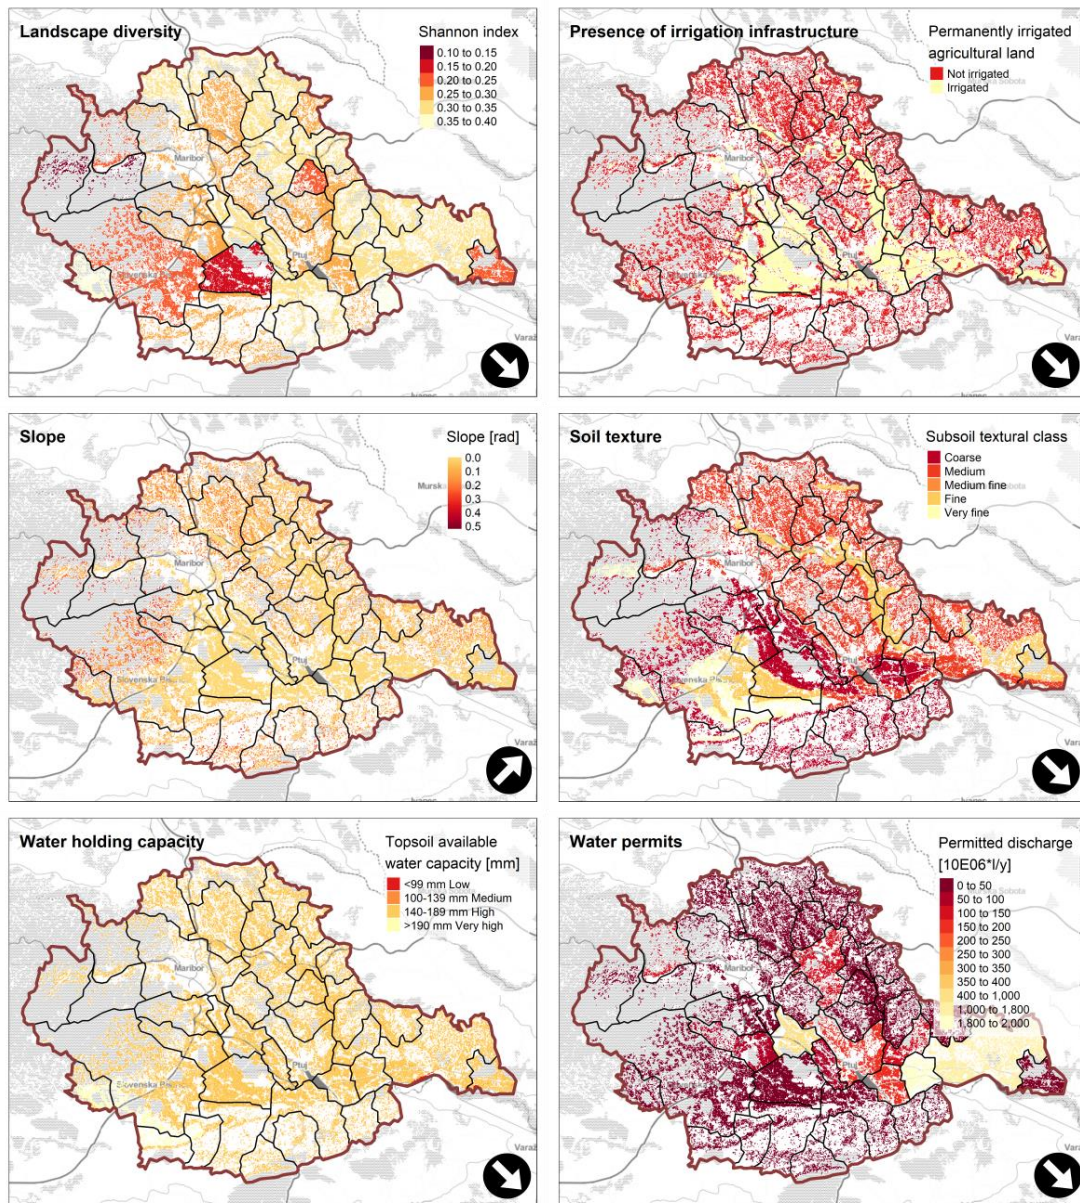 Landscape diversity
Shannon index
0.10 to 0.15
0.15 to 0.20
0.20 to 0.25
0.25 to 0.30
0.30 to 0.35
0.35 to 0.40
Maribor
Ptuj
Presence of irrigation infrastructure
Permanently irrigated
agricultural land
Not irrigated
Irrigated
Maribor
Ptuj
Slope
Slope [rad]
0.0
0.1
0.2
0.3
0.4
0.5
Maribor
Ptuj
Soil texture
Subsoil textural class
Coarse
Medium
Medium fine
Fine
Very fine
Maribor
Ptuj
Water holding capacity
Topsoil available
water capacity [mm]
<99 mm Low
100-139 mm Medium
140-189 mm High
>190 mm Very high
Maribor
Ptuj
Water permits
Permitted discharge
[10E06*l/y]
0 to 50
50 to 100
100 to 150
150 to 200
200 to 250
250 to 300
300 to 350
350 to 400
400 to 1,000
1,000 to 1,800
1,800 to 2,000
Maribor
Ptuj